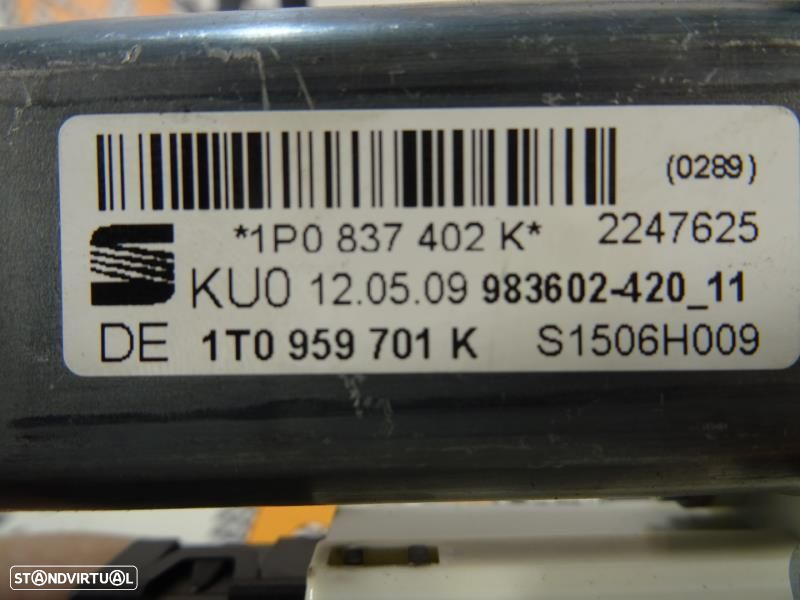 (0289)
*1P0 837 402 K* 2247625
KU0 12.05.09 983602-420_11
DE 1T0 959 701 K S1506H009
STANDVIRTUAL